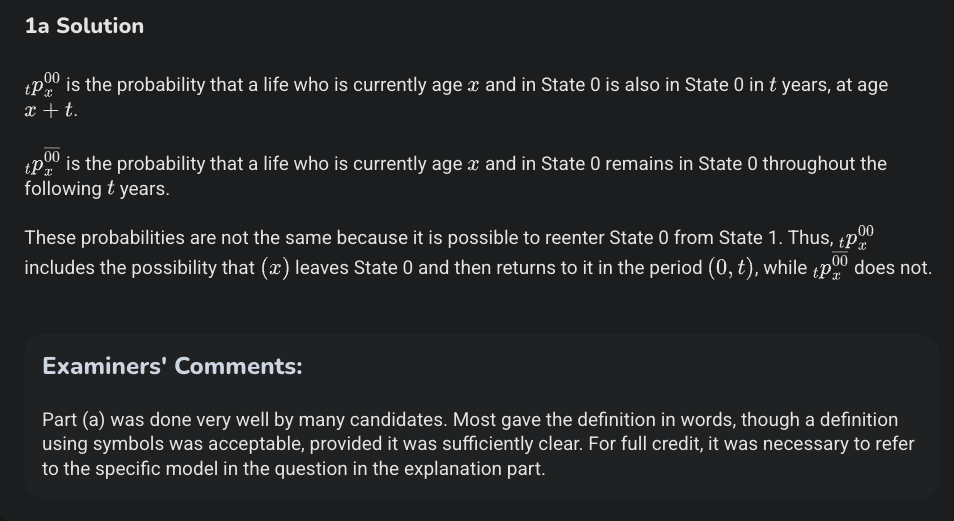 1a Solution
${}_{t}p_{x}^{00}$ is the probability that a life who is currently age $x$ and in State 0 is also in State 0 in $t$ years, at age
$x + t$.
${}_{t}p_{x}^{\overline{00}}$ is the probability that a life who is currently age $x$ and in State 0 remains in State 0 throughout the
following $t$ years.
These probabilities are not the same because it is possible to reenter State 0 from State 1. Thus, ${}_{t}p_{x}^{00}$
includes the possibility that $(x)$ leaves State 0 and then returns to it in the period $(0, t)$, while ${}_{t}p_{x}^{\overline{00}}$ does not.
Examiners' Comments:
Part (a) was done very well by many candidates. Most gave the definition in words, though a definition
using symbols was acceptable, provided it was sufficiently clear. For full credit, it was necessary to refer
to the specific model in the question in the explanation part.